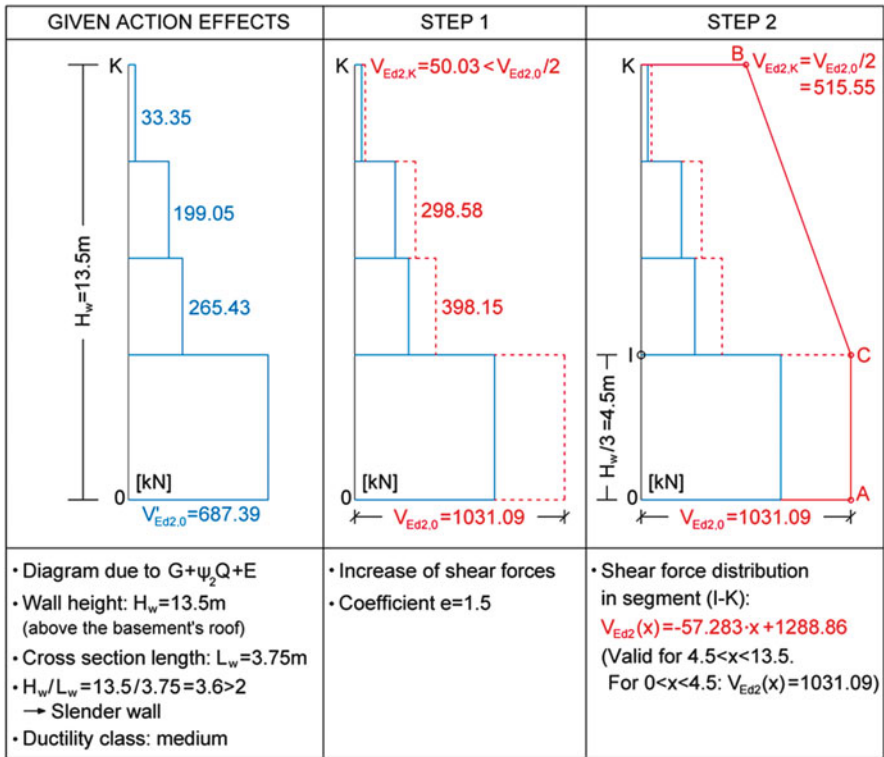 GIVEN ACTION EFFECTS
K
33.35
199.05
265.43
H_w=13.5m
0
[kN]
V'_Ed2,0=687.39
• Diagram due to G+ψ_2Q+E
• Wall height: H_w=13.5m
(above the basement's roof)
• Cross section length: L_w=3.75m
• H_w/L_w=13.5/3.75=3.6>2
→ Slender wall
• Ductility class: medium
STEP 1
K
V_Ed2,K=50.03<V_Ed2,0/2
298.58
398.15
0
[kN]
V_Ed2,0=1031.09
• Increase of shear forces
• Coefficient e=1.5
STEP 2
B
K
V_Ed2,K=V_Ed2,0/2
=515.55
I
C
H_w/3=4.5m
[kN]
0
A
V_Ed2,0=1031.09
• Shear force distribution
in segment (I-K):
V_Ed2(x)=-57.283·x+1288.86
(Valid for 4.5<x<13.5.
For 0<x<4.5: V_Ed2(x)=1031.09)